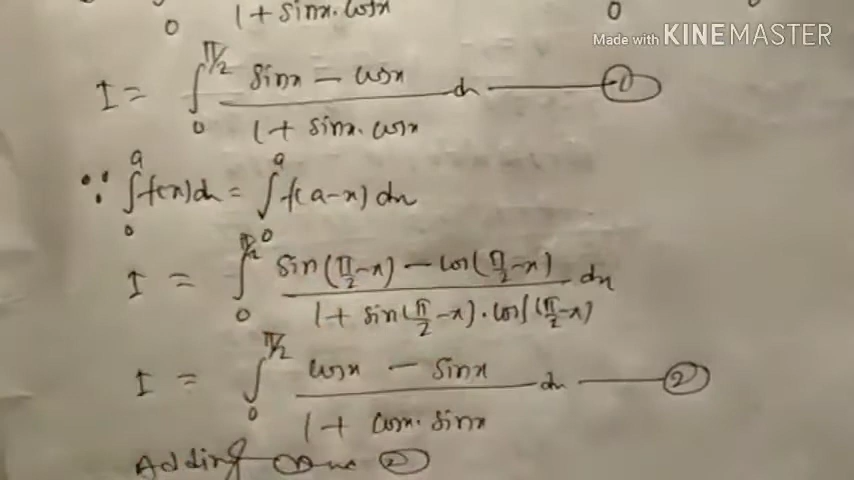 0 1 + sinx. cosx 0
Made with KINEMASTER
I = ∫₀^(π/2) (sinx − cosx)/(1 + sinx. cosx) dx —— ①
∵ ∫₀^a f(x)dx = ∫₀^a f(a−x) dx
I = ∫₀^(π/2) (sin(π/2−x) − cos(π/2−x))/(1 + sin(π/2−x). cos(π/2−x)) dx
I = ∫₀^(π/2) (cosx − sinx)/(1 + cosx. sinx) dx —— ②
Adding ②